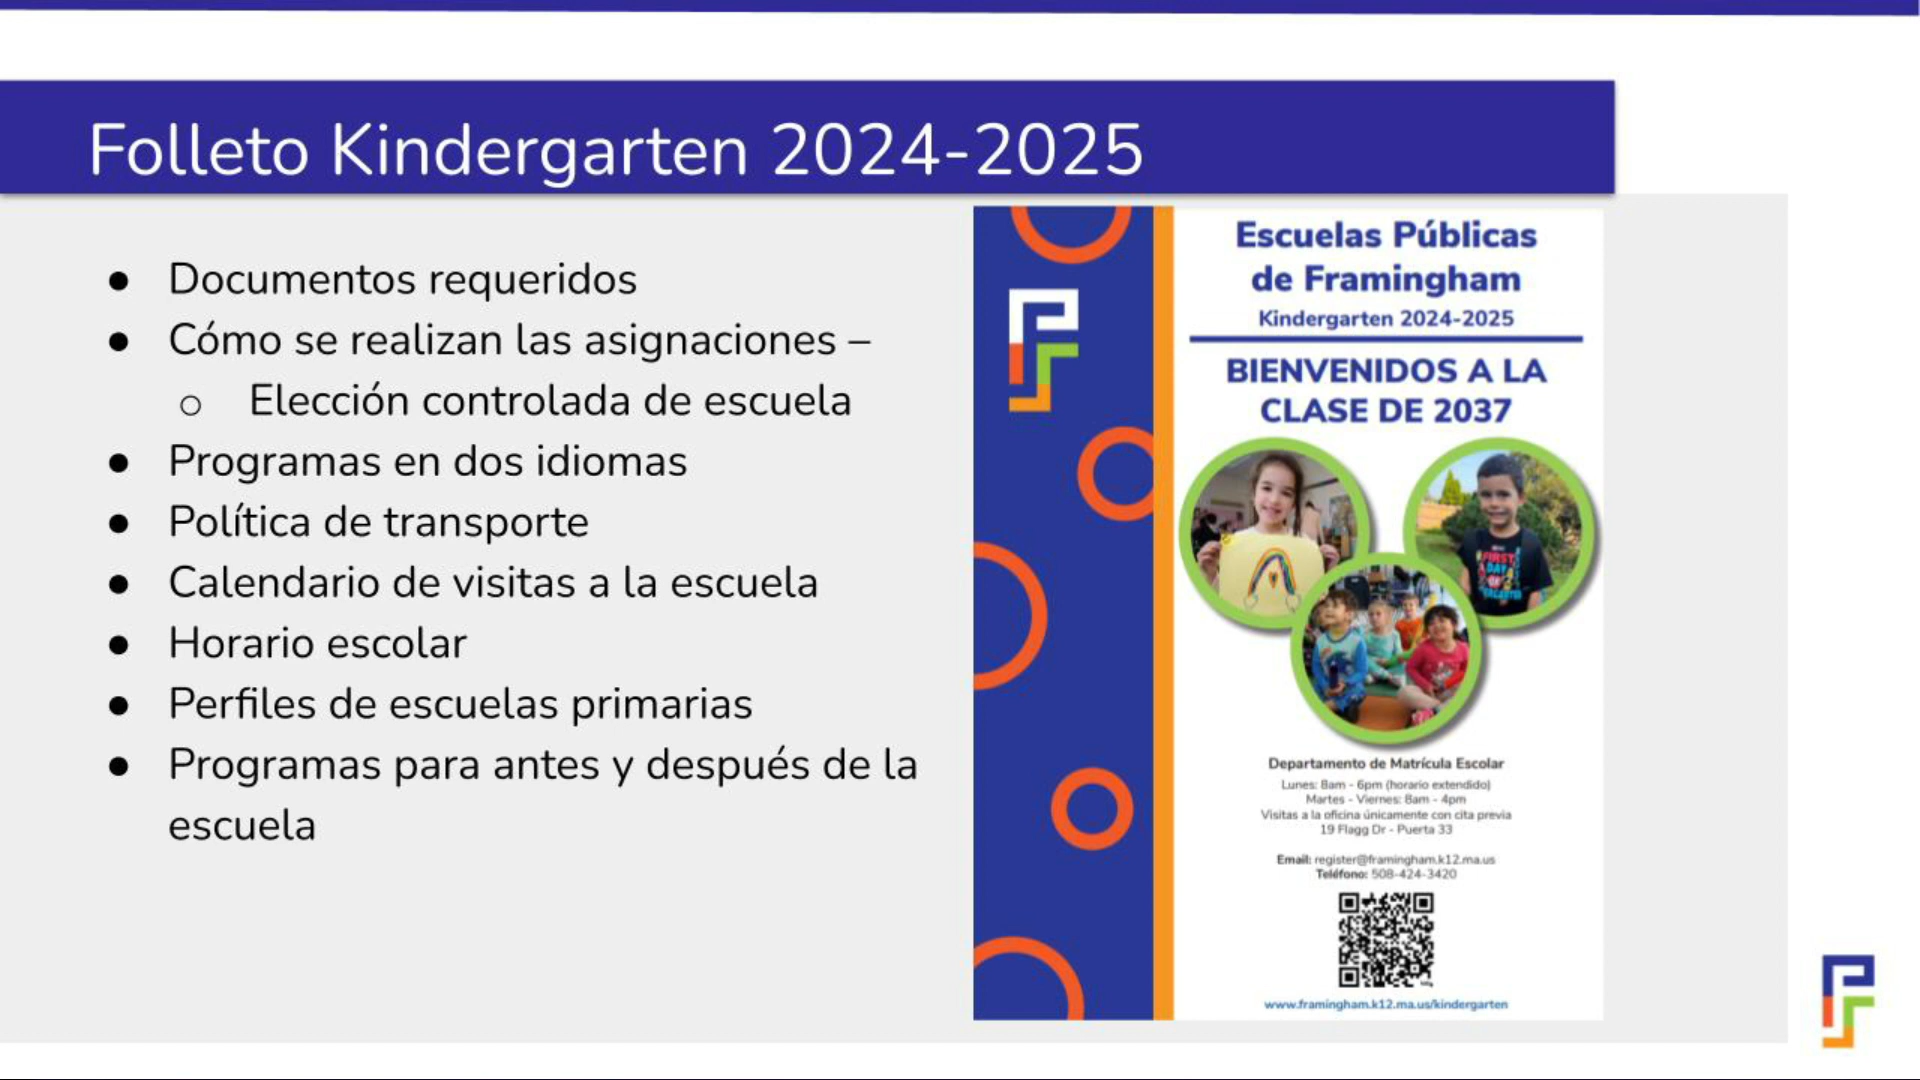 Folleto Kindergarten 2024-2025
● Documentos requeridos
● Cómo se realizan las asignaciones –
o Elección controlada de escuela
● Programas en dos idiomas
● Política de transporte
● Calendario de visitas a la escuela
● Horario escolar
● Perfiles de escuelas primarias
● Programas para antes y después de la
escuela
Escuelas Públicas
de Framingham
Kindergarten 2024-2025
BIENVENIDOS A LA
CLASE DE 2037
FIRST
DAY
Departamento de Matrícula Escolar
Lunes: 8am - 6pm (horario extendido)
Martes - Viernes: 8am - 4pm
Visitas a la oficina únicamente con cita previa
19 Flagg Dr - Puerta 33
Email: register@framingham.k12.ma.us
Teléfono: 508-424-3420
www.framingham.k12.ma.us/kindergarten